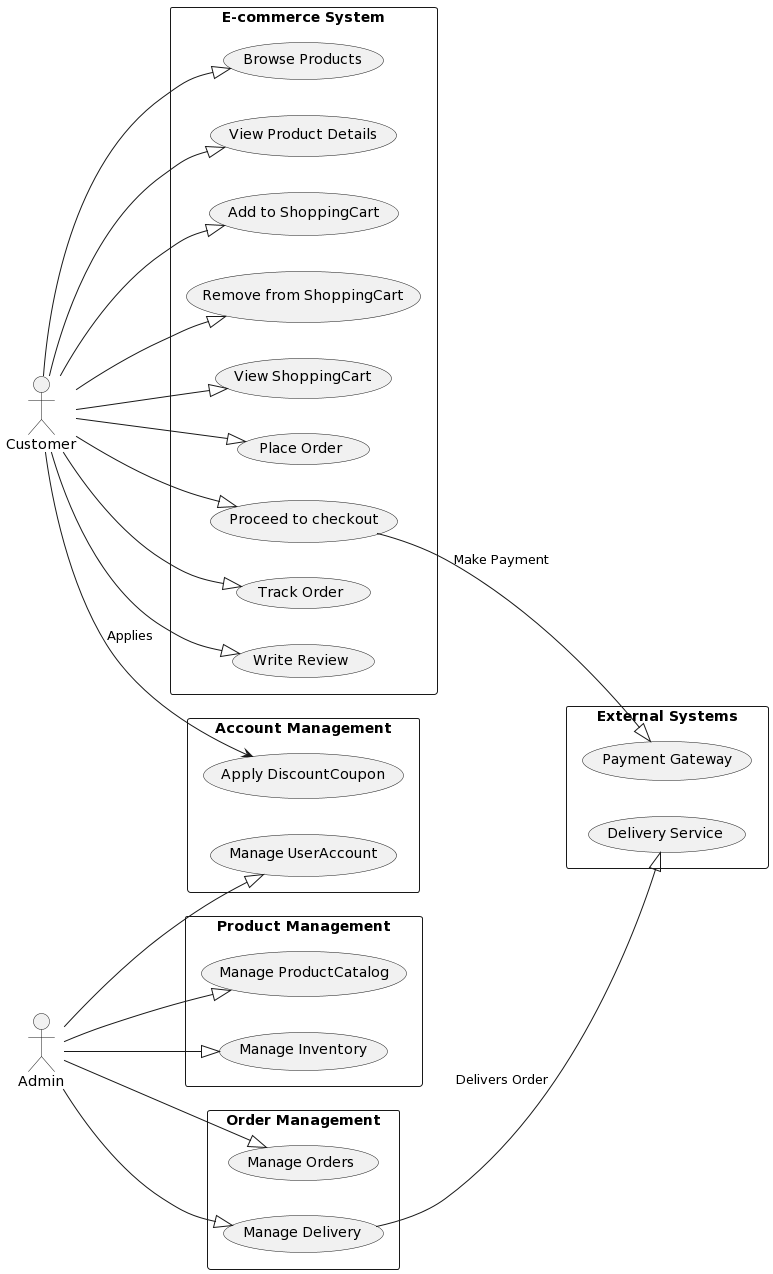 E-commerce System
Browse Products
View Product Details
Add to ShoppingCart
Remove from ShoppingCart
View ShoppingCart
Customer
Place Order
Proceed to checkout
Make Payment
Track Order
Applies
Write Review
External Systems
Payment Gateway
Delivery Service
Account Management
Apply DiscountCoupon
Manage UserAccount
Product Management
Manage ProductCatalog
Manage Inventory
Admin
Delivers Order
Order Management
Manage Orders
Manage Delivery